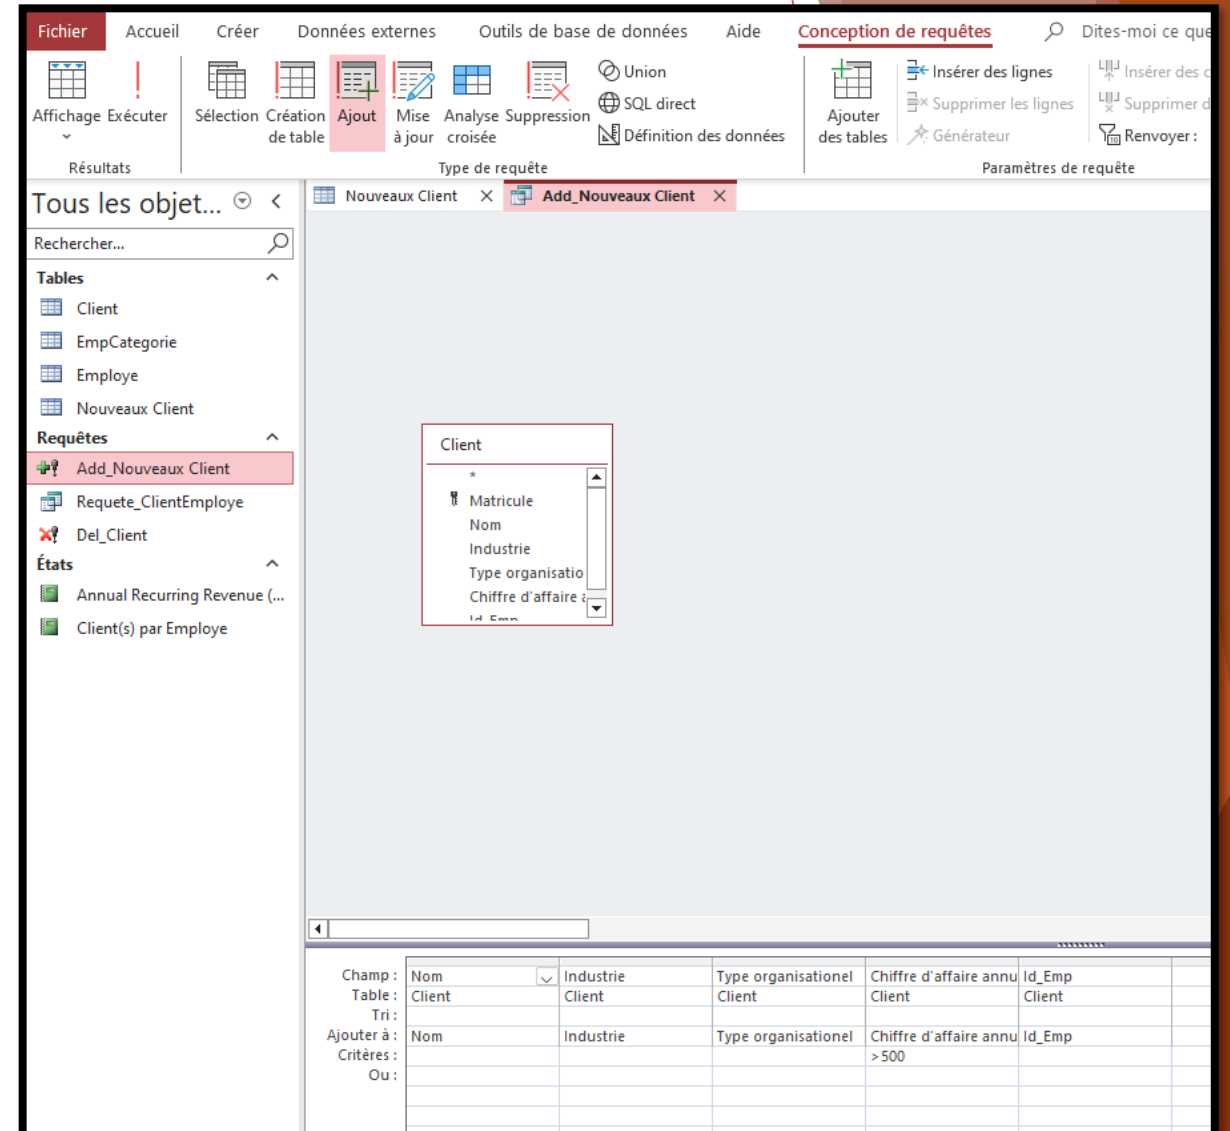 Fichier Accueil Créer Données externes Outils de base de données Aide Conception de requêtes Dites-moi ce que
Affichage Exécuter Sélection Création de table Ajout Mise à jour Analyse croisée Suppression
Union
SQL direct
Définition des données
Ajouter des tables
Insérer des lignes
Supprimer les lignes
Générateur
Insérer des c
Supprimer d
Renvoyer :
Résultats Type de requête Paramètres de requête
Tous les objet...
Rechercher...
Tables
Client
EmpCategorie
Employe
Nouveaux Client
Requêtes
Add_Nouveaux Client
Requete_ClientEmploye
Del_Client
États
Annual Recurring Revenue (...
Client(s) par Employe
Nouveaux Client Add_Nouveaux Client
Client
*
Matricule
Nom
Industrie
Type organisatio
Chiffre d'affaire a
Id_Emp
Champ : Nom Industrie Type organisationel Chiffre d'affaire annu Id_Emp
Table : Client Client Client Client Client
Tri :
Ajouter à : Nom Industrie Type organisationel Chiffre d'affaire annu Id_Emp
Critères : >500
Ou :